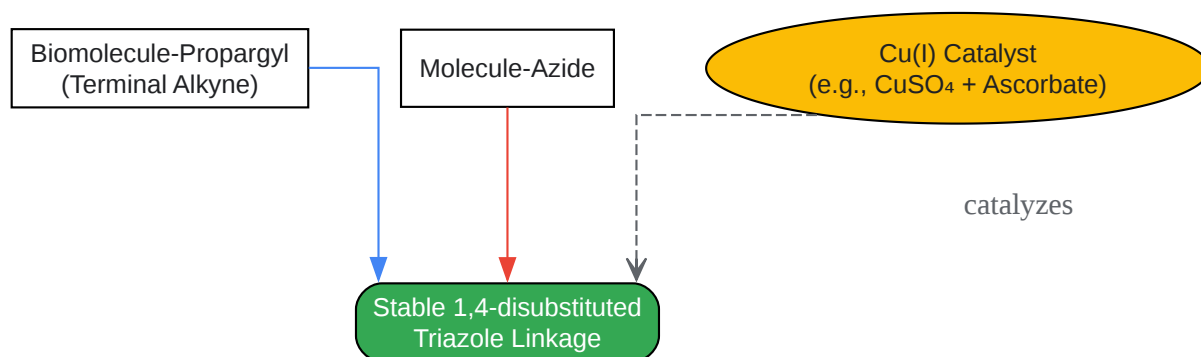 Biomolecule-Propargyl
(Terminal Alkyne)
Molecule-Azide
Cu(I) Catalyst
(e.g., CuSO₄ + Ascorbate)
catalyzes
Stable 1,4-disubstituted
Triazole Linkage